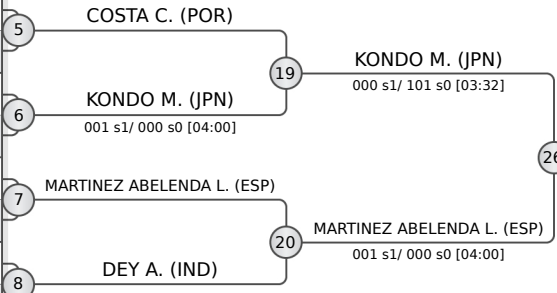 COSTA C. (POR)
5
19
KONDO M. (JPN)
000 s1/ 101 s0 [03:32]
KONDO M. (JPN)
6
001 s1/ 000 s0 [04:00]
26
MARTINEZ ABELENDA L. (ESP)
7
20
MARTINEZ ABELENDA L. (ESP)
001 s1/ 000 s0 [04:00]
DEY A. (IND)
8